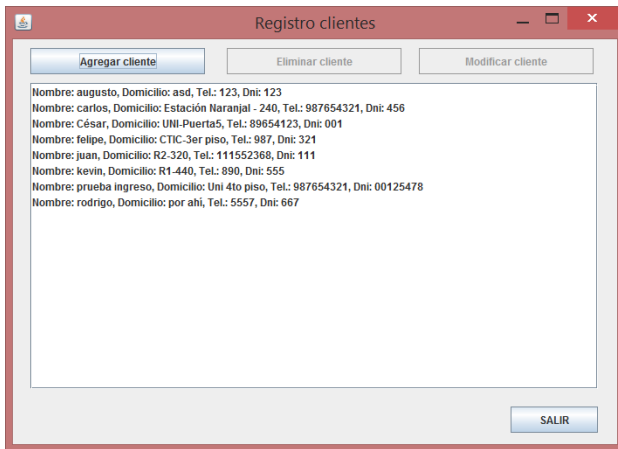 Registro clientes
Agregar cliente
Eliminar cliente
Modificar cliente
Nombre: augusto, Domicilio: asd, Tel.: 123, Dni: 123
Nombre: carlos, Domicilio: Estación Naranjal - 240, Tel.: 987654321, Dni: 456
Nombre: César, Domicilio: UNI-Puerta5, Tel.: 89654123, Dni: 001
Nombre: felipe, Domicilio: CTIC-3er piso, Tel.: 987, Dni: 321
Nombre: juan, Domicilio: R2-320, Tel.: 111552368, Dni: 111
Nombre: kevin, Domicilio: R1-440, Tel.: 890, Dni: 555
Nombre: prueba ingreso, Domicilio: Uni 4to piso, Tel.: 987654321, Dni: 00125478
Nombre: rodrigo, Domicilio: por ahí, Tel.: 5557, Dni: 667
SALIR